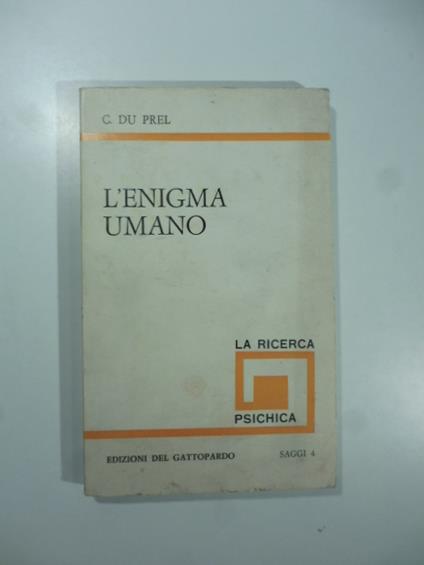 C. DU PREL
L'ENIGMA
UMANO
LA RICERCA
PSICHICA
EDIZIONI DEL GATTOPARDO SAGGI 4